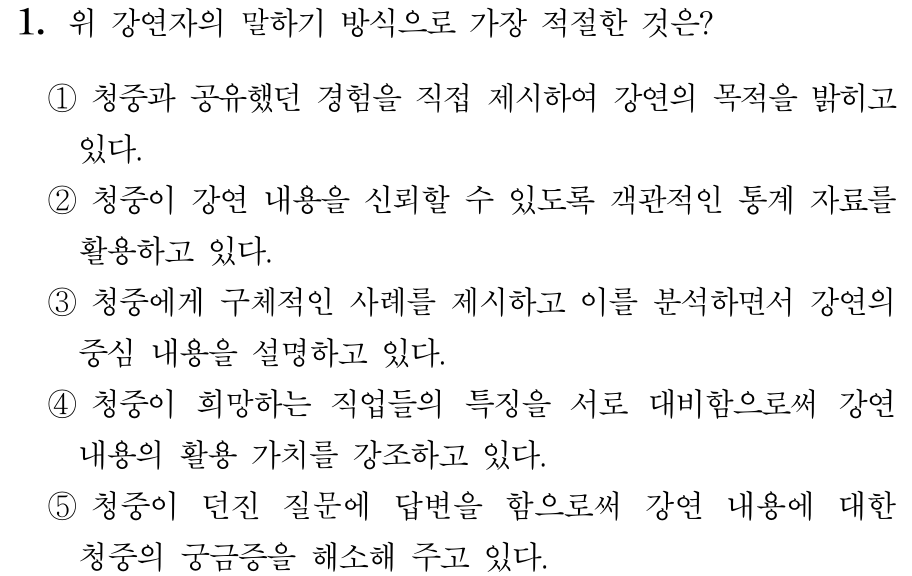 1. 위 강연자의 말하기 방식으로 가장 적절한 것은?
① 청중과 공유했던 경험을 직접 제시하여 강연의 목적을 밝히고
있다.
② 청중이 강연 내용을 신뢰할 수 있도록 객관적인 통계 자료를
활용하고 있다.
③ 청중에게 구체적인 사례를 제시하고 이를 분석하면서 강연의
중심 내용을 설명하고 있다.
④ 청중이 희망하는 직업들의 특징을 서로 대비함으로써 강연
내용의 활용 가치를 강조하고 있다.
⑤ 청중이 던진 질문에 답변을 함으로써 강연 내용에 대한
청중의 궁금증을 해소해 주고 있다.